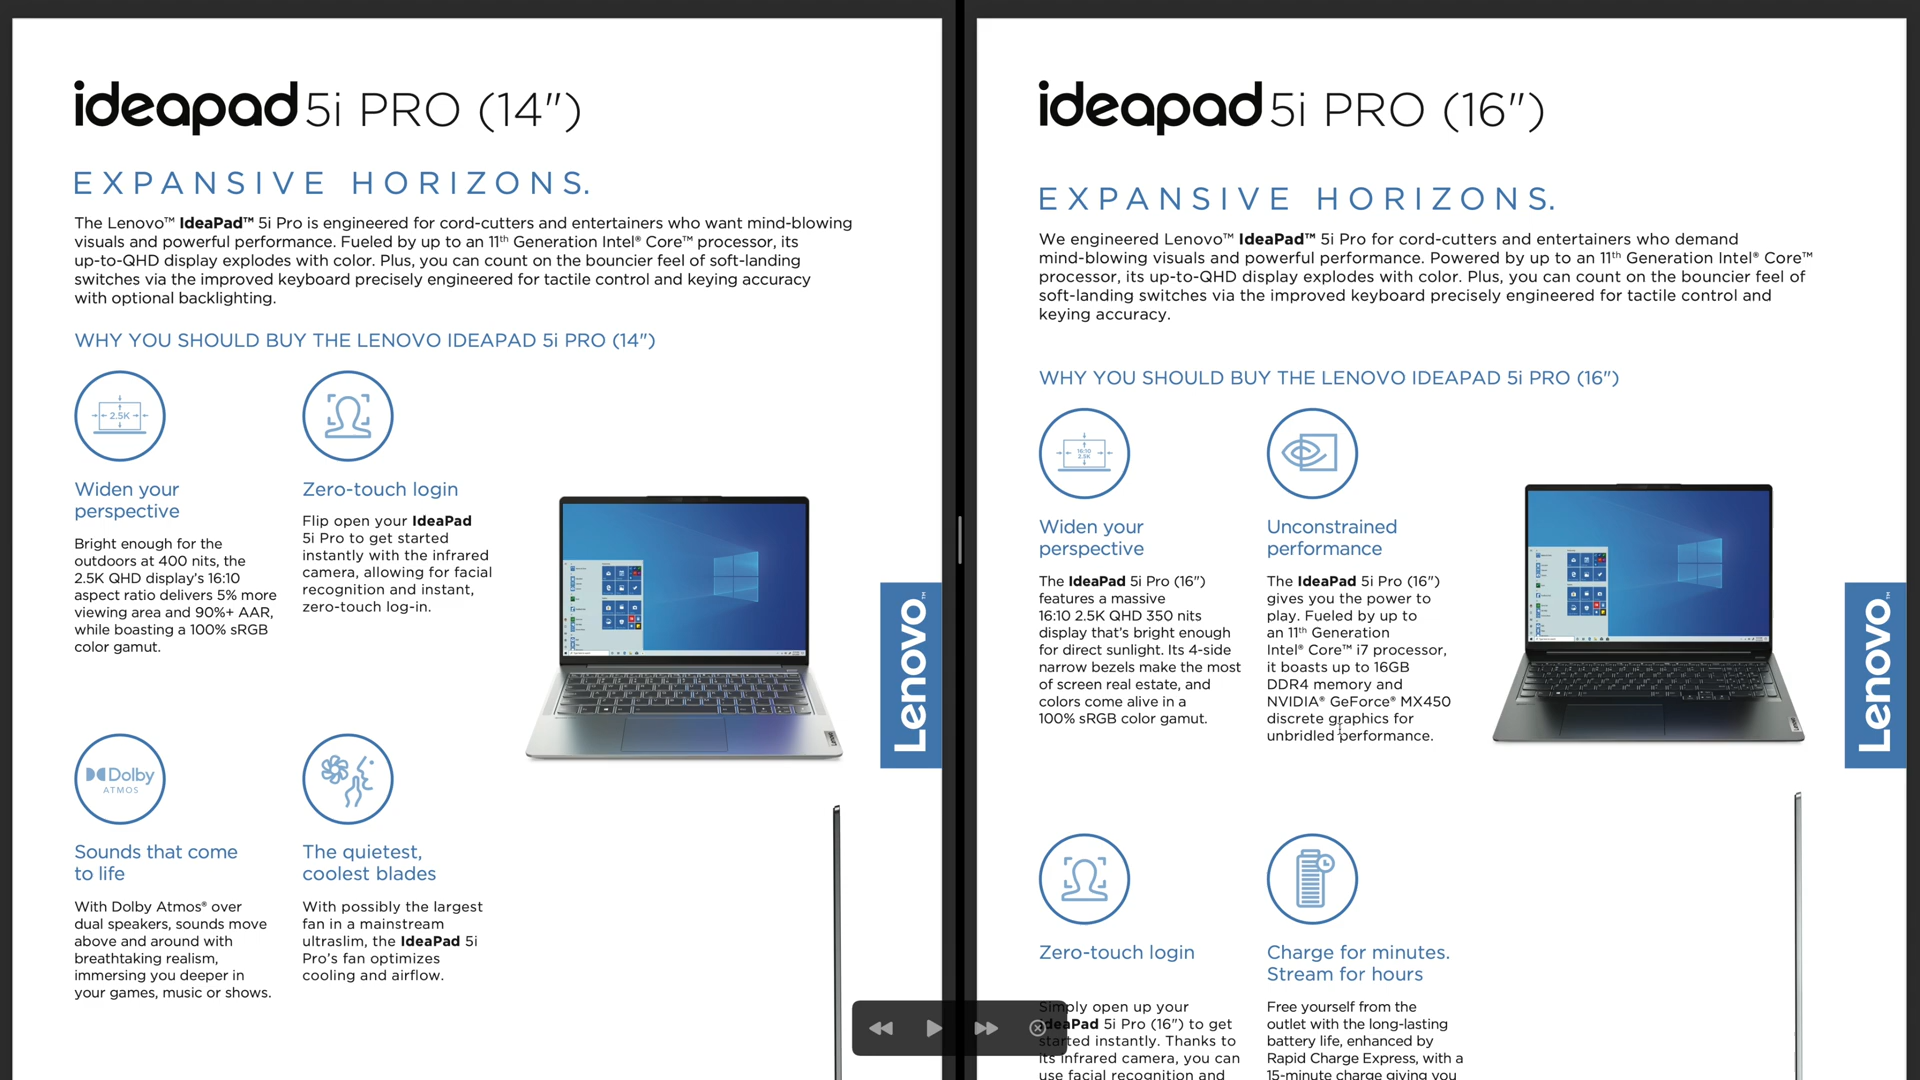 ideapad 5i PRO (14")
EXPANSIVE HORIZONS.
The Lenovo™ IdeaPad™ 5i Pro is engineered for cord-cutters and entertainers who want mind-blowing
visuals and powerful performance. Fueled by up to an 11th Generation Intel® Core™ processor, its
up-to-QHD display explodes with color. Plus, you can count on the bouncier feel of soft-landing
switches via the improved keyboard precisely engineered for tactile control and keying accuracy
with optional backlighting.
WHY YOU SHOULD BUY THE LENOVO IDEAPAD 5i PRO (14")
2.5K
Widen your
perspective
Bright enough for the
outdoors at 400 nits, the
2.5K QHD display's 16:10
aspect ratio delivers 5% more
viewing area and 90%+ AAR,
while boasting a 100% sRGB
color gamut.
Zero-touch login
Flip open your IdeaPad
5i Pro to get started
instantly with the infrared
camera, allowing for facial
recognition and instant,
zero-touch log-in.
Lenovo™
Dolby
ATMOS
Sounds that come
to life
With Dolby Atmos® over
dual speakers, sounds move
above and around with
breathtaking realism,
immersing you deeper in
your games, music or shows.
The quietest,
coolest blades
With possibly the largest
fan in a mainstream
ultraslim, the IdeaPad 5i
Pro's fan optimizes
cooling and airflow.
ideapad 5i PRO (16")
EXPANSIVE HORIZONS.
We engineered Lenovo™ IdeaPad™ 5i Pro for cord-cutters and entertainers who demand
mind-blowing visuals and powerful performance. Powered by up to an 11th Generation Intel® Core™
processor, its up-to-QHD display explodes with color. Plus, you can count on the bouncier feel of
soft-landing switches via the improved keyboard precisely engineered for tactile control and
keying accuracy.
WHY YOU SHOULD BUY THE LENOVO IDEAPAD 5i PRO (16")
16:10
2.5K
Widen your
perspective
The IdeaPad 5i Pro (16")
features a massive
16:10 2.5K QHD 350 nits
display that's bright enough
for direct sunlight. Its 4-side
narrow bezels make the most
of screen real estate, and
colors come alive in a
100% sRGB color gamut.
Unconstrained
performance
The IdeaPad 5i Pro (16")
gives you the power to
play. Fueled by up to
an 11th Generation
Intel® Core™ i7 processor,
it boasts up to 16GB
DDR4 memory and
NVIDIA® GeForce® MX450
discrete graphics for
unbridled performance.
Lenovo™
Zero-touch login
Simply open up your
IdeaPad 5i Pro (16") to get
started instantly. Thanks to
its infrared camera, you can
use facial recognition and
Charge for minutes.
Stream for hours
Free yourself from the
outlet with the long-lasting
battery life, enhanced by
Rapid Charge Express, with a
15-minute charge giving you